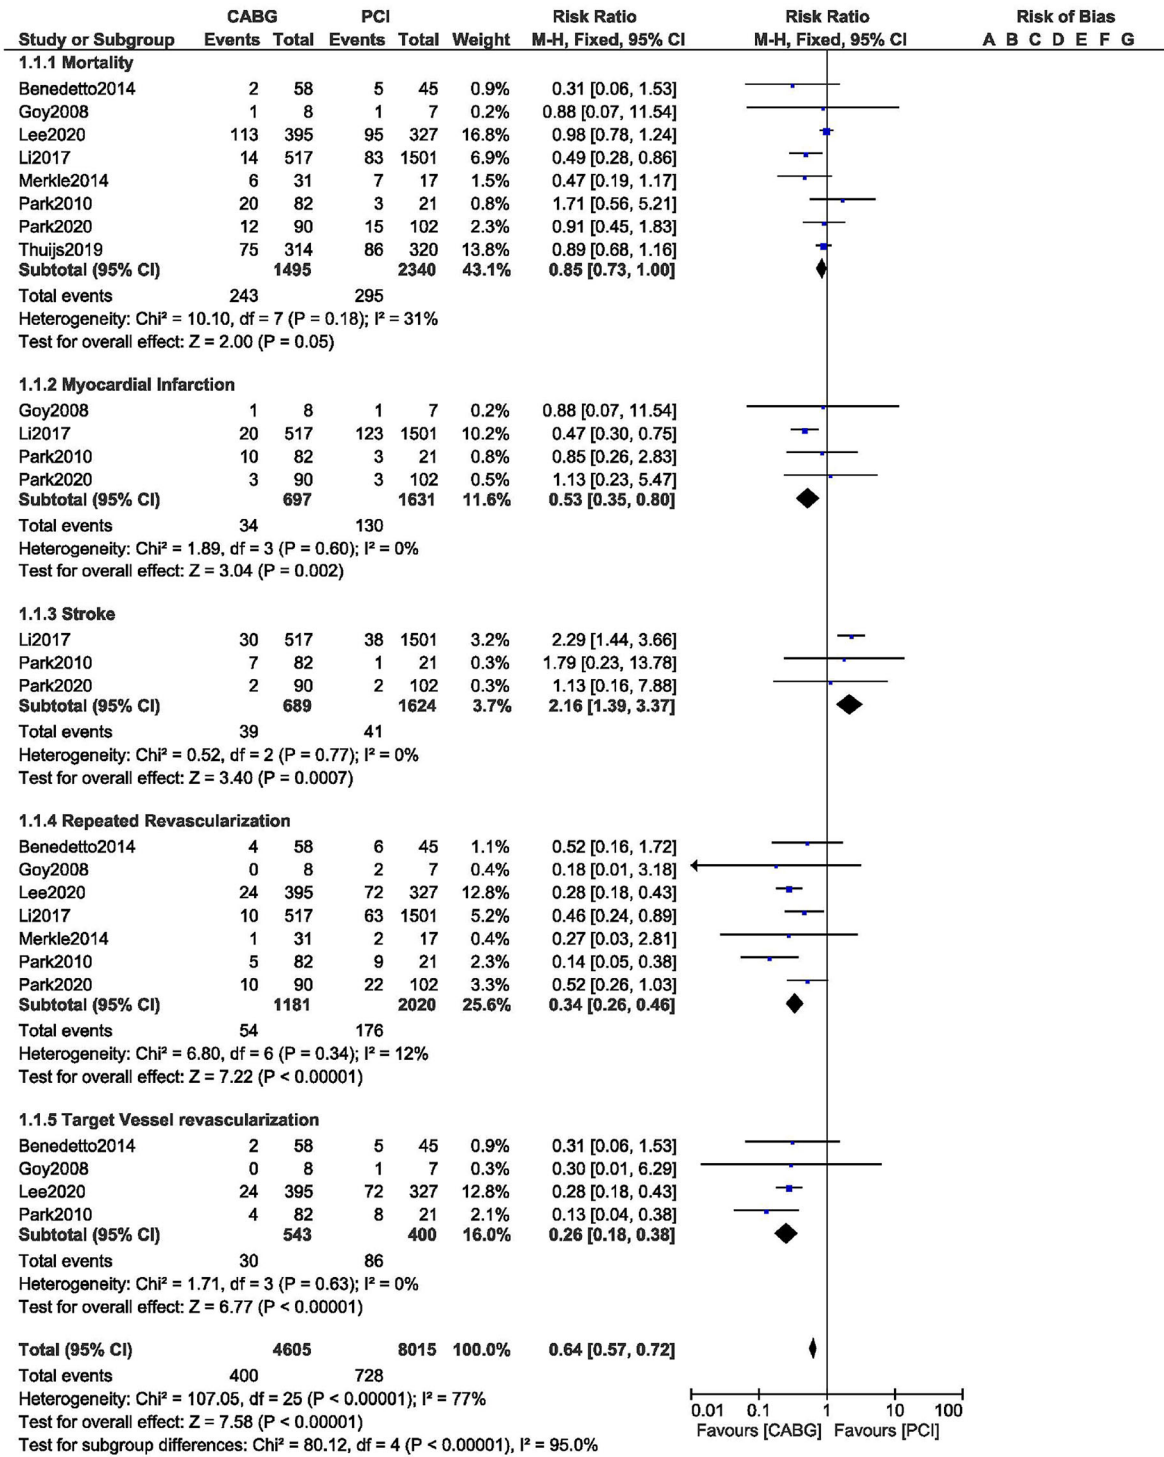 CABG PCI Risk Ratio Risk Ratio Risk of Bias
Study or Subgroup Events Total Events Total Weight M-H, Fixed, 95% CI M-H, Fixed, 95% CI A B C D E F G
1.1.1 Mortality
Benedetto2014 2 58 5 45 0.9% 0.31 [0.06, 1.53]
Goy2008 1 8 1 7 0.2% 0.88 [0.07, 11.54]
Lee2020 113 395 95 327 16.8% 0.98 [0.78, 1.24]
Li2017 14 517 83 1501 6.9% 0.49 [0.28, 0.86]
Merkle2014 6 31 7 17 1.5% 0.47 [0.19, 1.17]
Park2010 20 82 3 21 0.8% 1.71 [0.56, 5.21]
Park2020 12 90 15 102 2.3% 0.91 [0.45, 1.83]
Thuijs2019 75 314 86 320 13.8% 0.89 [0.68, 1.16]
Subtotal (95% CI) 1495 2340 43.1% 0.85 [0.73, 1.00]
Total events 243 295
Heterogeneity: Chi² = 10.10, df = 7 (P = 0.18); I² = 31%
Test for overall effect: Z = 2.00 (P = 0.05)
1.1.2 Myocardial Infarction
Goy2008 1 8 1 7 0.2% 0.88 [0.07, 11.54]
Li2017 20 517 123 1501 10.2% 0.47 [0.30, 0.75]
Park2010 10 82 3 21 0.8% 0.85 [0.26, 2.83]
Park2020 3 90 3 102 0.5% 1.13 [0.23, 5.47]
Subtotal (95% CI) 697 1631 11.6% 0.53 [0.35, 0.80]
Total events 34 130
Heterogeneity: Chi² = 1.89, df = 3 (P = 0.60); I² = 0%
Test for overall effect: Z = 3.04 (P = 0.002)
1.1.3 Stroke
Li2017 30 517 38 1501 3.2% 2.29 [1.44, 3.66]
Park2010 7 82 1 21 0.3% 1.79 [0.23, 13.78]
Park2020 2 90 2 102 0.3% 1.13 [0.16, 7.88]
Subtotal (95% CI) 689 1624 3.7% 2.16 [1.39, 3.37]
Total events 39 41
Heterogeneity: Chi² = 0.52, df = 2 (P = 0.77); I² = 0%
Test for overall effect: Z = 3.40 (P = 0.0007)
1.1.4 Repeated Revascularization
Benedetto2014 4 58 6 45 1.1% 0.52 [0.16, 1.72]
Goy2008 0 8 2 7 0.4% 0.18 [0.01, 3.18]
Lee2020 24 395 72 327 12.8% 0.28 [0.18, 0.43]
Li2017 10 517 63 1501 5.2% 0.46 [0.24, 0.89]
Merkle2014 1 31 2 17 0.4% 0.27 [0.03, 2.81]
Park2010 5 82 9 21 2.3% 0.14 [0.05, 0.38]
Park2020 10 90 22 102 3.3% 0.52 [0.26, 1.03]
Subtotal (95% CI) 1181 2020 25.6% 0.34 [0.26, 0.46]
Total events 54 176
Heterogeneity: Chi² = 6.80, df = 6 (P = 0.34); I² = 12%
Test for overall effect: Z = 7.22 (P < 0.00001)
1.1.5 Target Vessel revascularization
Benedetto2014 2 58 5 45 0.9% 0.31 [0.06, 1.53]
Goy2008 0 8 1 7 0.3% 0.30 [0.01, 6.29]
Lee2020 24 395 72 327 12.8% 0.28 [0.18, 0.43]
Park2010 4 82 8 21 2.1% 0.13 [0.04, 0.38]
Subtotal (95% CI) 543 400 16.0% 0.26 [0.18, 0.38]
Total events 30 86
Heterogeneity: Chi² = 1.71, df = 3 (P = 0.63); I² = 0%
Test for overall effect: Z = 6.77 (P < 0.00001)
Total (95% CI) 4605 8015 100.0% 0.64 [0.57, 0.72]
Total events 400 728
Heterogeneity: Chi² = 107.05, df = 25 (P < 0.00001); I² = 77%
Test for overall effect: Z = 7.58 (P < 0.00001)
Test for subgroup differences: Chi² = 80.12, df = 4 (P < 0.00001), I² = 95.0%
0.01 0.1 1 10 100
Favours [CABG] Favours [PCI]